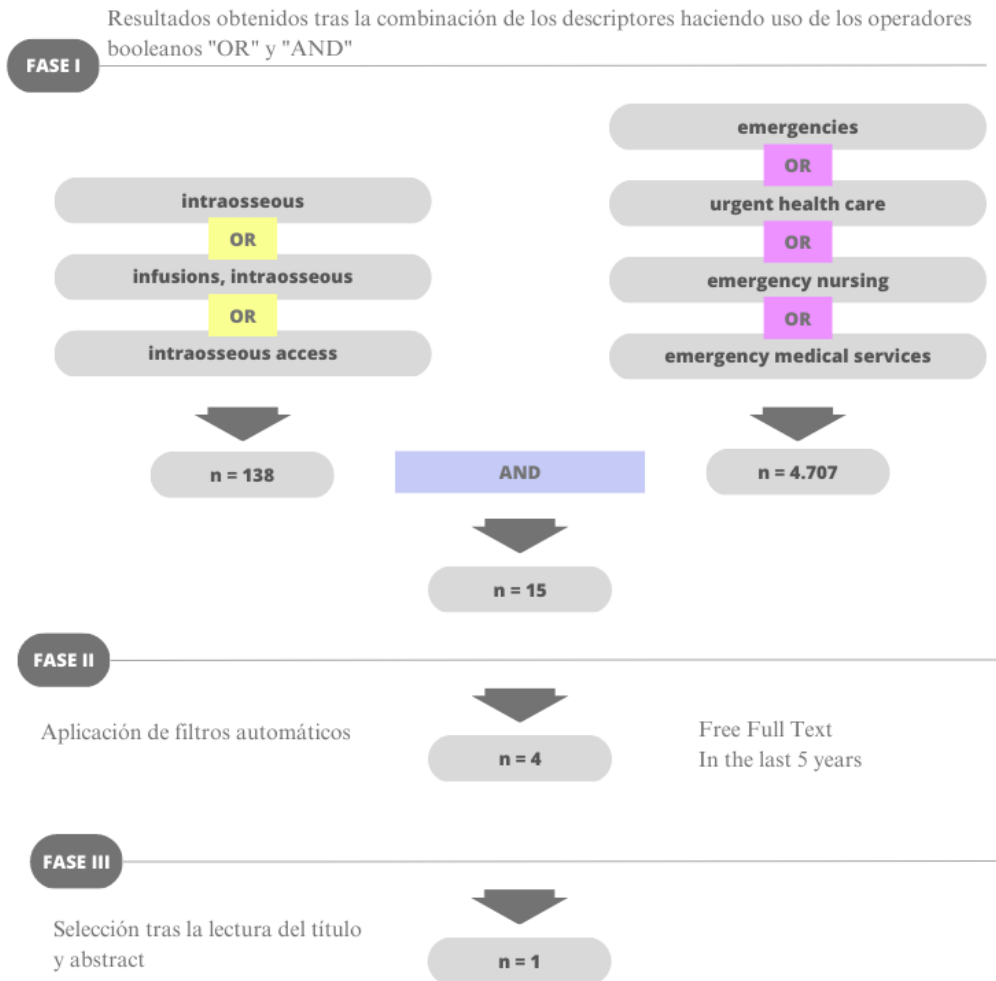 Resultados obtenidos tras la combinación de los descriptores haciendo uso de los operadores
booleanos "OR" y "AND"
FASE I
intraosseous
OR
infusions, intraosseous
OR
intraosseous access
n = 138
emergencies
OR
urgent health care
OR
emergency nursing
OR
emergency medical services
n = 4.707
AND
n = 15
FASE II
Aplicación de filtros automáticos
n = 4
Free Full Text
In the last 5 years
FASE III
Selección tras la lectura del título
y abstract
n = 1